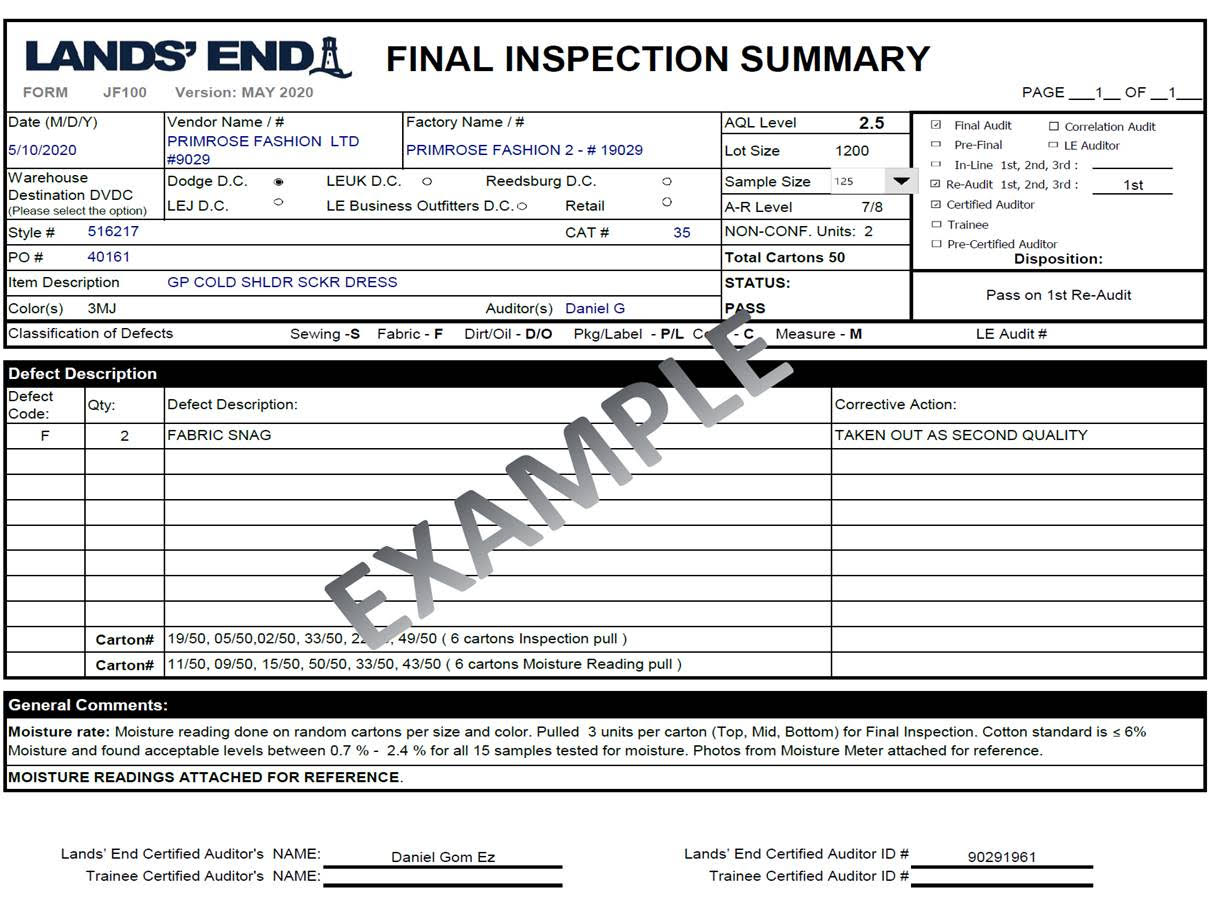 LANDS' END FINAL INSPECTION SUMMARY
FORM JF100 Version: MAY 2020 PAGE ___1__ OF __1___
Date (M/D/Y) Vendor Name / # Factory Name / # AQL Level 2.5
5/10/2020 PRIMROSE FASHION LTD #9029 PRIMROSE FASHION 2 - # 19029 Lot Size 1200
Final Audit Correlation Audit
Pre-Final LE Auditor
In-Line 1st, 2nd, 3rd :
Re-Audit 1st, 2nd, 3rd : 1st
Certified Auditor
Trainee
Pre-Certified Auditor
Warehouse
Destination DVDC
(Please select the option)
Dodge D.C. LEUK D.C. Reedsburg D.C.
LEJ D.C. LE Business Outfitters D.C. Retail
Sample Size 125
A-R Level 7/8
Style # 516217 CAT # 35 NON-CONF. Units: 2
PO # 40161 Total Cartons 50
Disposition:
Item Description GP COLD SHLDR SCKR DRESS STATUS:
Pass on 1st Re-Audit
Color(s) 3MJ Auditor(s) Daniel G PASS
Classification of Defects Sewing -S Fabric - F Dirt/Oil - D/O Pkg/Label - P/L - C Measure - M LE Audit #
EXAMPLE
Defect Description
Defect Code: Qty: Defect Description: Corrective Action:
F 2 FABRIC SNAG TAKEN OUT AS SECOND QUALITY
Carton# 19/50, 05/50,02/50, 33/50, 49/50 ( 6 cartons Inspection pull )
Carton# 11/50, 09/50, 15/50, 50/50, 33/50, 43/50 ( 6 cartons Moisture Reading pull )
General Comments:
Moisture rate: Moisture reading done on random cartons per size and color. Pulled 3 units per carton (Top, Mid, Bottom) for Final Inspection. Cotton standard is ≤ 6%
Moisture and found acceptable levels between 0.7 % - 2.4 % for all 15 samples tested for moisture. Photos from Moisture Meter attached for reference.
MOISTURE READINGS ATTACHED FOR REFERENCE.
Lands' End Certified Auditor's NAME: Daniel Gom Ez Lands' End Certified Auditor ID # 90291961
Trainee Certified Auditor's NAME: Trainee Certified Auditor ID #